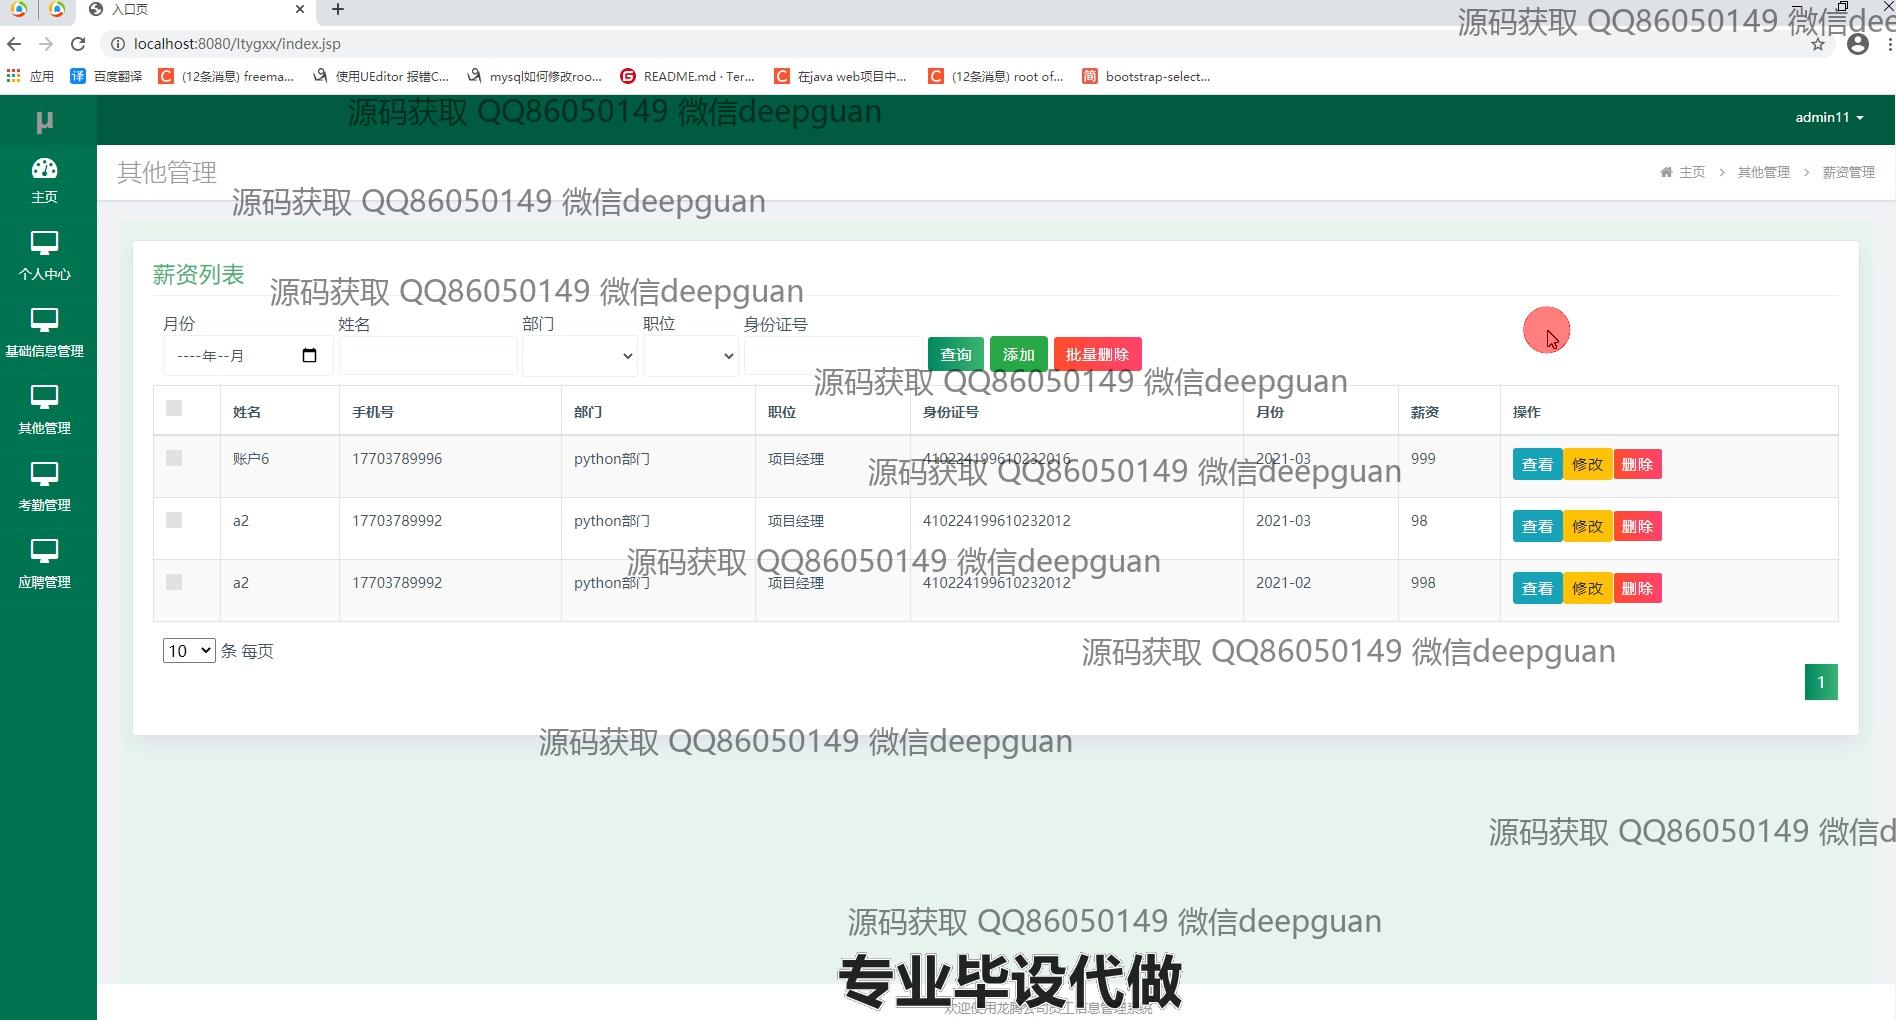 入口页
localhost:8080/ltygxx/index.jsp
源码获取 QQ86050149 微信dee
应用 百度翻译 (12条消息) freema... 使用UEditor 报错C... mysql如何修改roo... README.md · Ter... 在java web项目中... (12条消息) root of... bootstrap-select...
μ
源码获取 QQ86050149 微信deepguan
admin11
主页
个人中心
基础信息管理
其他管理
考勤管理
应聘管理
其他管理
主页 > 其他管理 > 薪资管理
源码获取 QQ86050149 微信deepguan
薪资列表
源码获取 QQ86050149 微信deepguan
月份 姓名 部门 职位 身份证号
----年--月 查询 添加 批量删除
源码获取 QQ86050149 微信deepguan
姓名 手机号 部门 职位 身份证号 月份 薪资 操作
账户6 17703789996 python部门 项目经理 410224199610232016 2021-03 999 查看 修改 删除
源码获取 QQ86050149 微信deepguan
a2 17703789992 python部门 项目经理 410224199610232012 2021-03 98 查看 修改 删除
源码获取 QQ86050149 微信deepguan
a2 17703789992 python部门 项目经理 410224199610232012 2021-02 998 查看 修改 删除
10 条 每页
源码获取 QQ86050149 微信deepguan
1
源码获取 QQ86050149 微信deepguan
源码获取 QQ86050149 微信d
源码获取 QQ86050149 微信deepguan
专业毕设代做
欢迎使用龙腾公司员工信息管理系统